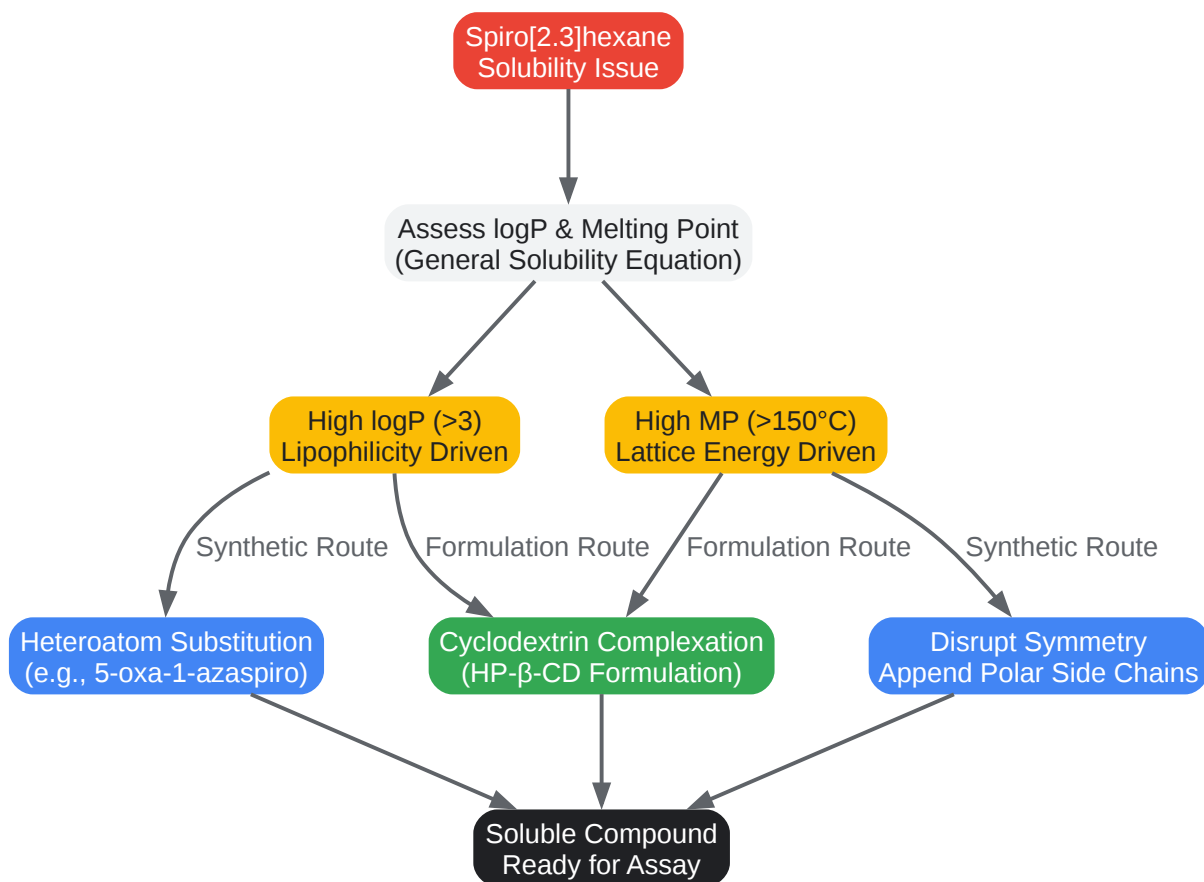 Spiro[2.3]hexane
Solubility Issue
Assess logP & Melting Point
(General Solubility Equation)
High logP (>3)
Lipophilicity Driven
High MP (>150°C)
Lattice Energy Driven
Synthetic Route
Formulation Route
Formulation Route
Synthetic Route
Heteroatom Substitution
(e.g., 5-oxa-1-azaspiro)
Cyclodextrin Complexation
(HP-β-CD Formulation)
Disrupt Symmetry
Append Polar Side Chains
Soluble Compound
Ready for Assay